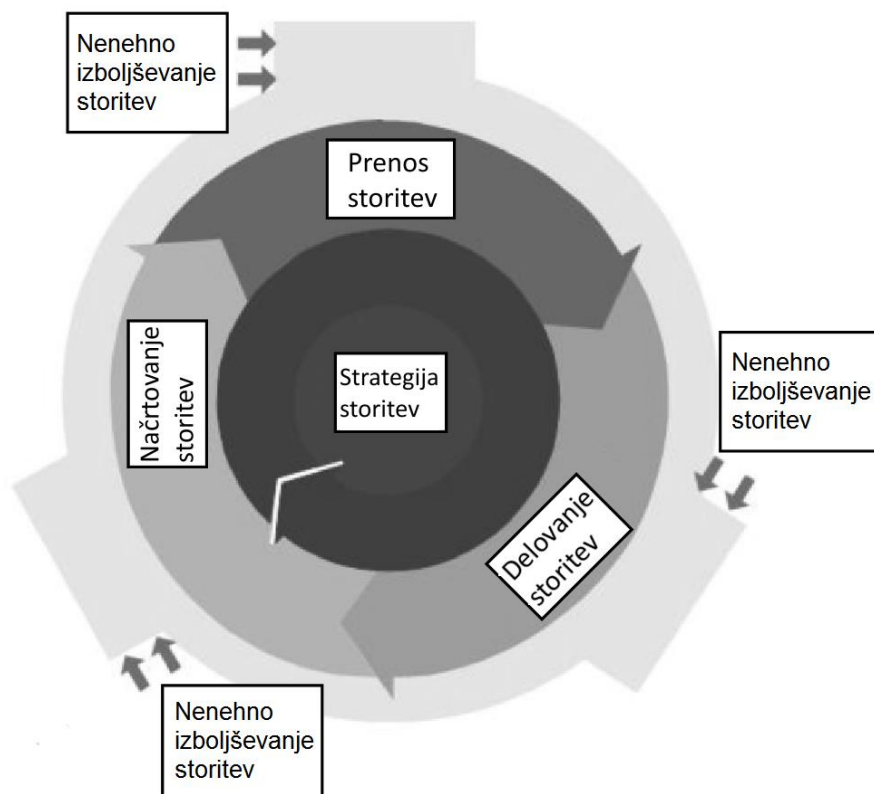 Nenehno
izboljševanje
storitev
Prenos
storitev
Načrtovanje
storitev
Strategija
storitev
Nenehno
izboljševanje
storitev
Delovanje
storitev
Nenehno
izboljševanje
storitev